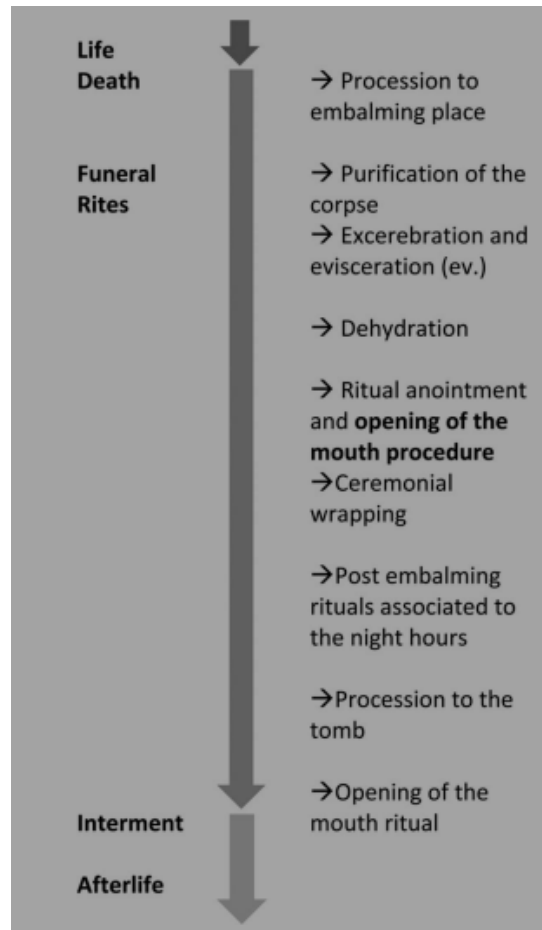 Life
Death
→ Procession to
embalming place
Funeral
Rites
→ Purification of the
corpse
→ Excerebration and
evisceration (ev.)
→ Dehydration
→ Ritual anointment
and opening of the
mouth procedure
→Ceremonial
wrapping
→Post embalming
rituals associated to
the night hours
→Procession to the
tomb
→Opening of the
mouth ritual
Interment
Afterlife